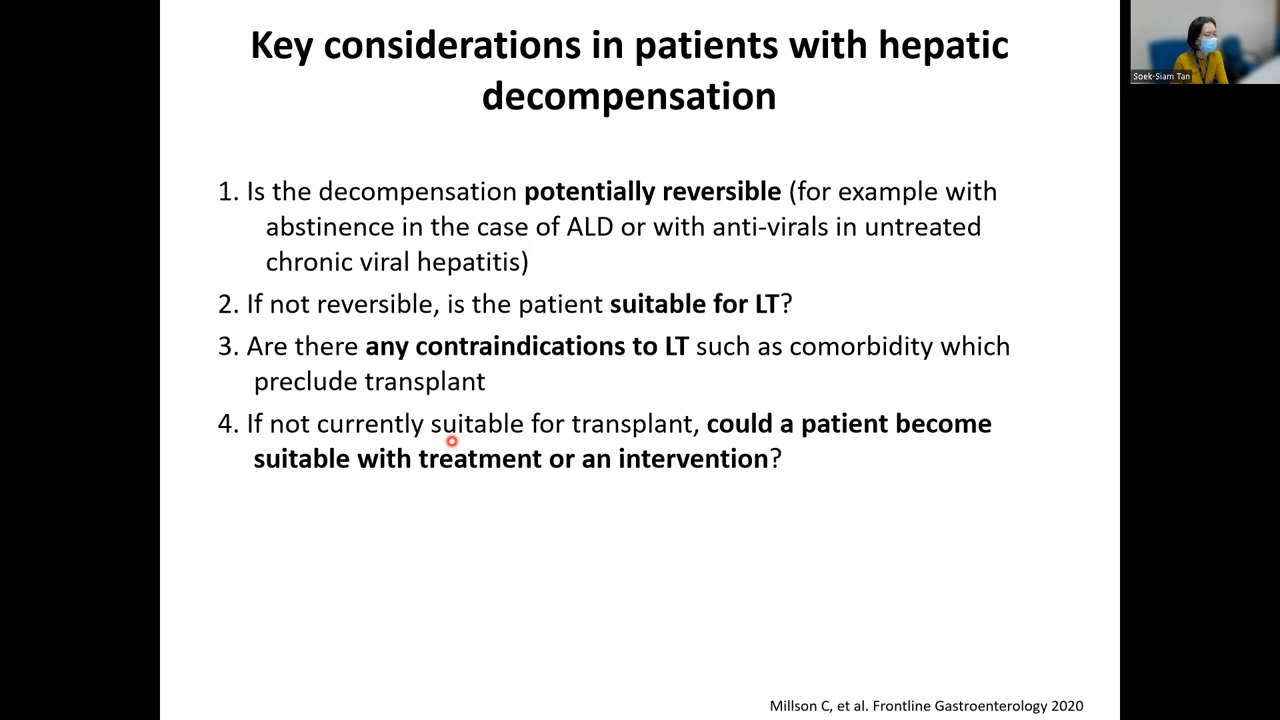 Key considerations in patients with hepatic
decompensation
Soek-Siam Tan
1. Is the decompensation potentially reversible (for example with
abstinence in the case of ALD or with anti-virals in untreated
chronic viral hepatitis)
2. If not reversible, is the patient suitable for LT?
3. Are there any contraindications to LT such as comorbidity which
preclude transplant
4. If not currently suitable for transplant, could a patient become
suitable with treatment or an intervention?
Millson C, et al. Frontline Gastroenterology 2020